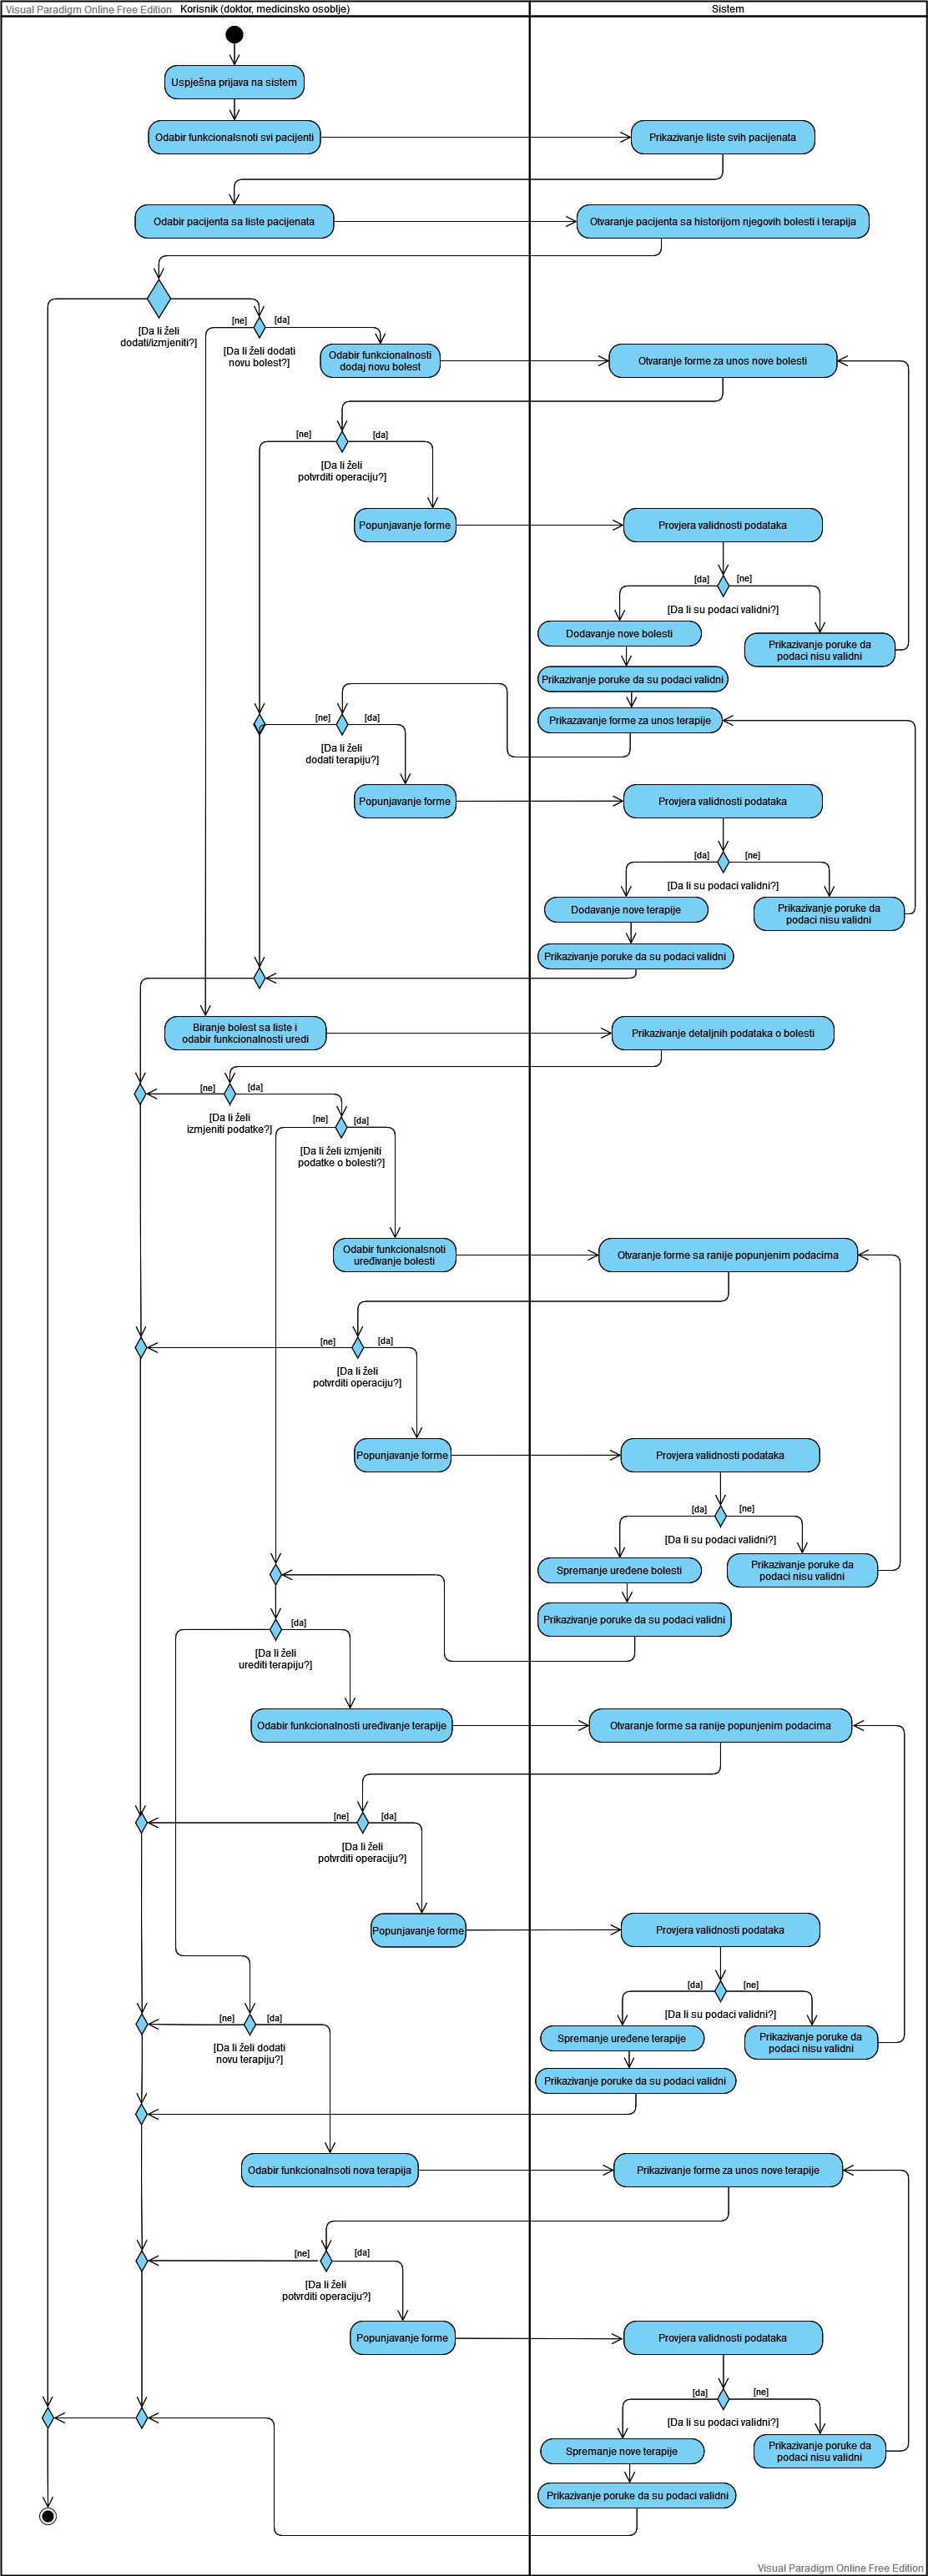 Visual Paradigm Online Free Edition
Korisnik (doktor, medicinsko osoblje)
Sistem
Uspješna prijava na sistem
Odabir funkcionalsnoti svi pacijenti
Prikazivanje liste svih pacijenata
Odabir pacijenta sa liste pacijenata
Otvaranje pacijenta sa historijom njegovih bolesti i terapija
[Da li želi
dodati/izmjeniti?]
[ne]
[da]
[Da li želi dodati
novu bolest?]
Odabir funkcionalnosti
dodaj novu bolest
Otvaranje forme za unos nove bolesti
[ne]
[da]
[Da li želi
potvrditi operaciju?]
Popunjavanje forme
Provjera validnosti podataka
[da]
[ne]
[Da li su podaci validni?]
Dodavanje nove bolesti
Prikazivanje poruke da
podaci nisu validni
Prikazivanje poruke da su podaci validni
Prikazavanje forme za unos terapije
[ne]
[da]
[Da li želi
dodati terapiju?]
Popunjavanje forme
Provjera validnosti podataka
[da]
[ne]
[Da li su podaci validni?]
Dodavanje nove terapije
Prikazivanje poruke da
podaci nisu validni
Prikazivanje poruke da su podaci validni
Biranje bolest sa liste i
odabir funkcionalnosti uredi
Prikazivanje detaljnih podataka o bolesti
[ne]
[da]
[Da li želi
izmjeniti podatke?]
[ne]
[da]
[Da li želi izmjeniti
podatke o bolesti?]
Odabir funkcionalsnoti
uređivanje bolesti
Otvaranje forme sa ranije popunjenim podacima
[ne]
[da]
[Da li želi
potvrditi operaciju?]
Popunjavanje forme
Provjera validnosti podataka
[da]
[ne]
[Da li su podaci validni?]
Spremanje uređene bolesti
Prikazivanje poruke da
podaci nisu validni
Prikazivanje poruke da su podaci validni
[da]
[Da li želi
urediti terapiju?]
Odabir funkcionalnosti uređivanje terapije
Otvaranje forme sa ranije popunjenim podacima
[ne]
[da]
[Da li želi
potvrditi operaciju?]
Popunjavanje forme
Provjera validnosti podataka
[da]
[ne]
[Da li su podaci validni?]
Spremanje uređene terapije
Prikazivanje poruke da
podaci nisu validni
Prikazivanje poruke da su podaci validni
[ne]
[da]
[Da li želi dodati
novu terapiju?]
Odabir funkcionalnsoti nova terapija
Prikazivanje forme za unos nove terapije
[ne]
[da]
[Da li želi
potvrditi operaciju?]
Popunjavanje forme
Provjera validnosti podataka
[da]
[ne]
[Da li su podaci validni?]
Spremanje nove terapije
Prikazivanje poruke da
podaci nisu validni
Prikazivanje poruke da su podaci validni
Visual Paradigm Online Free Edition